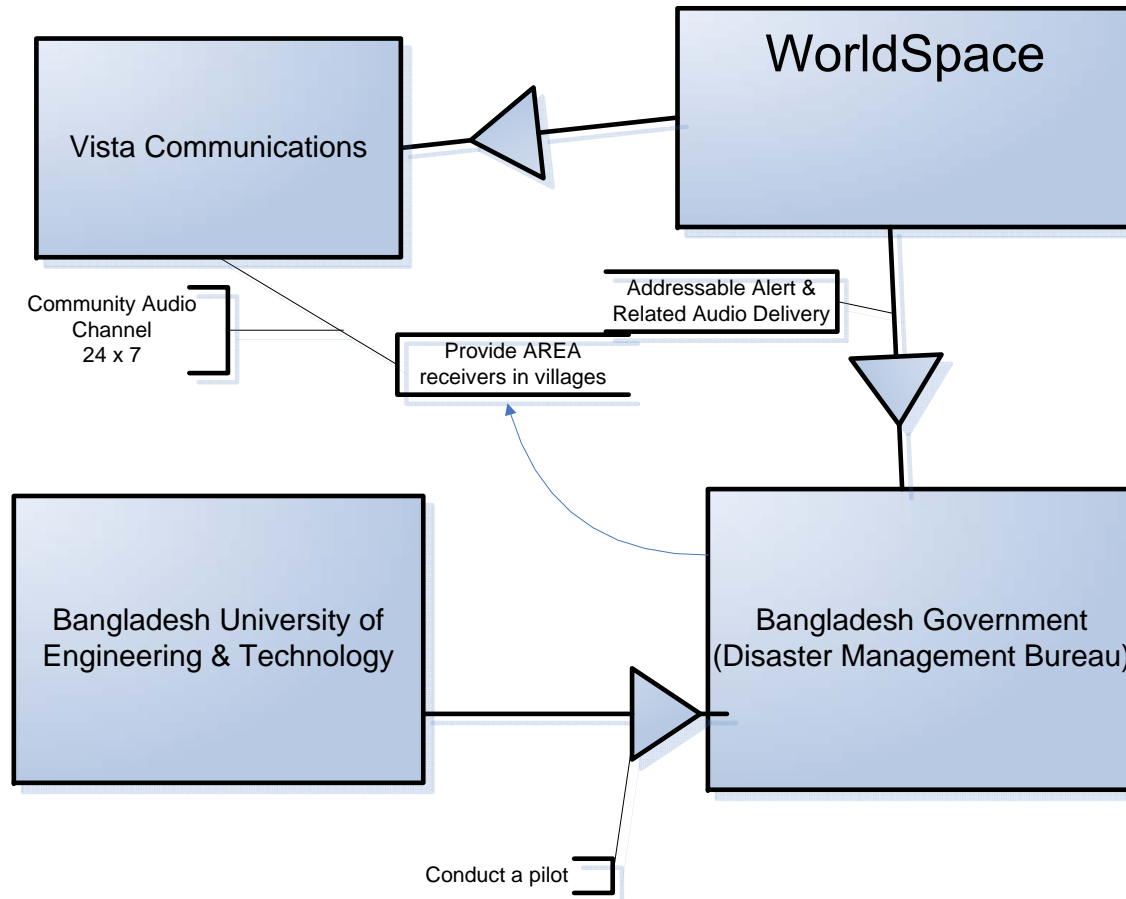 WorldSpace
Vista Communications
Addressable Alert &
Related Audio Delivery
Community Audio
Channel
24 x 7
Provide AREA
receivers in villages
Bangladesh University of
Engineering & Technology
Bangladesh Government
(Disaster Management Bureau)
Conduct a pilot